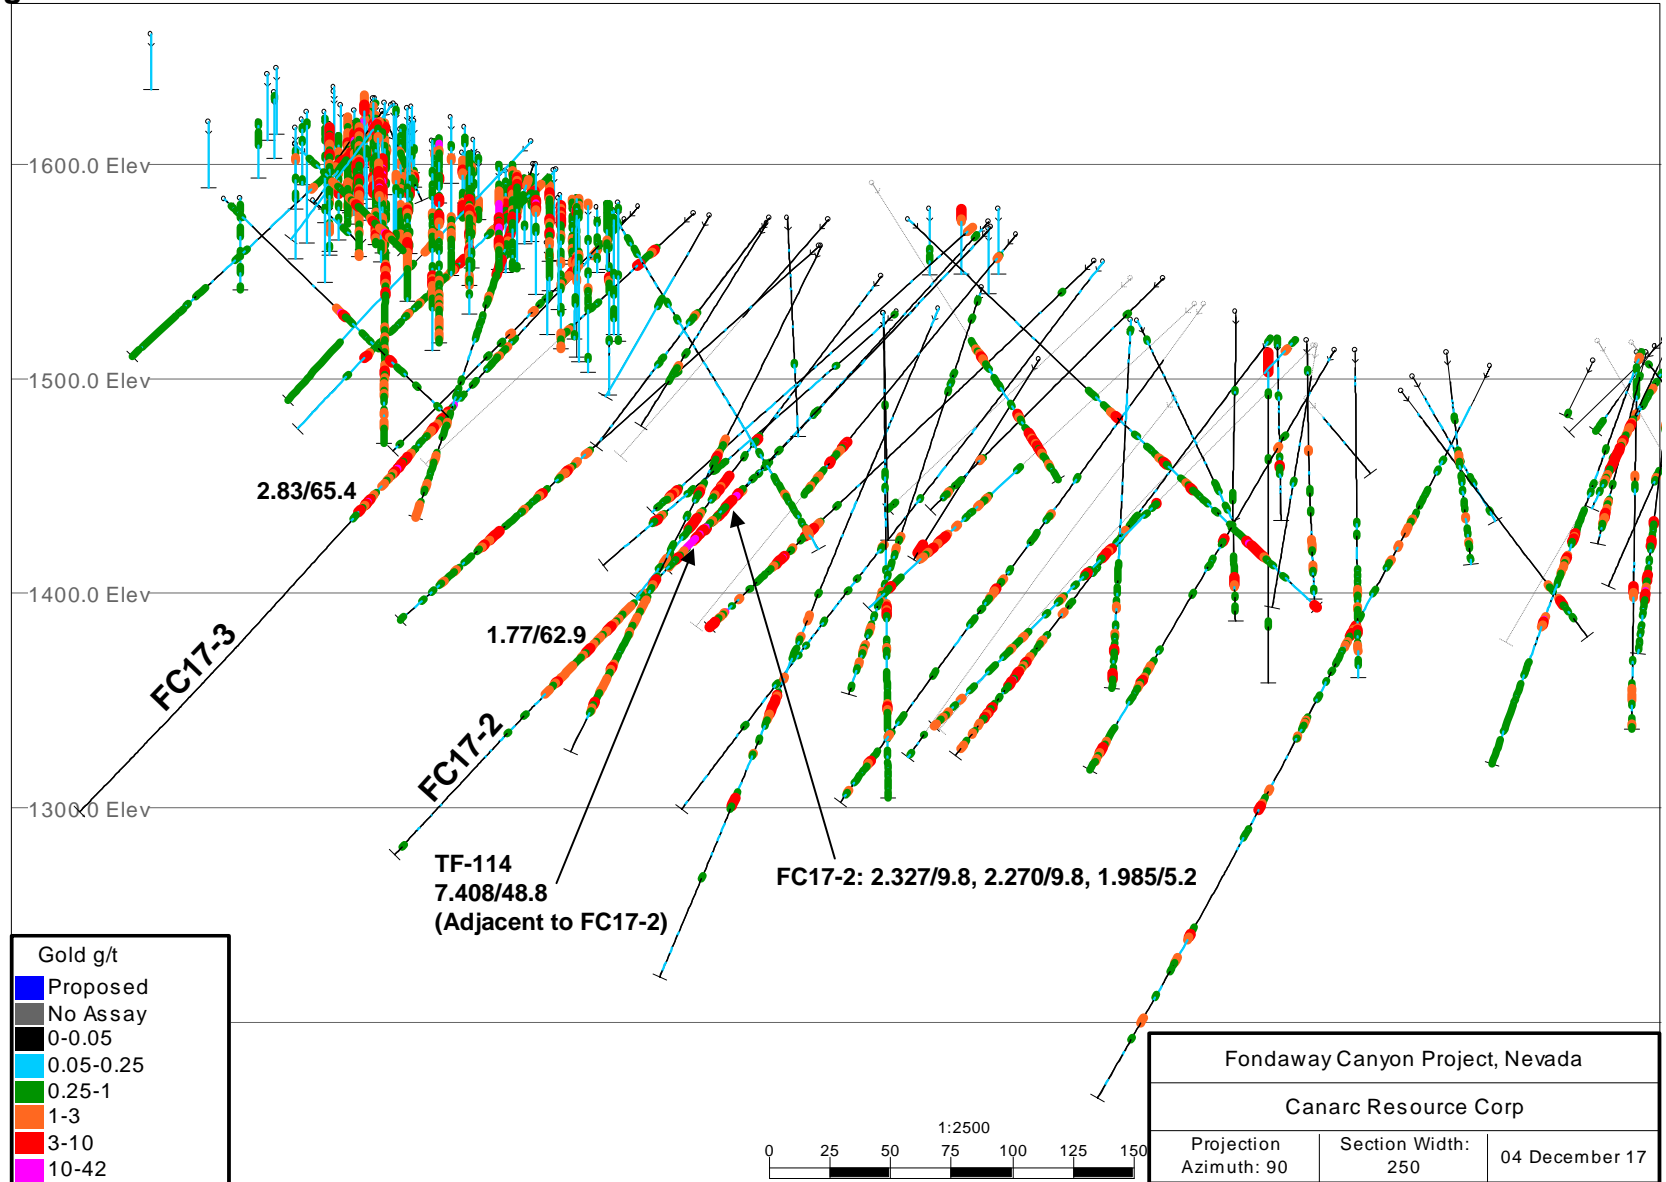 1600.0 Elev
1500.0 Elev
2.83/65.4
1400.0 Elev
1.77/62.9
FC17-3
FC17-2
1300.0 Elev
TF-114
7.408/48.8
(Adjacent to FC17-2)
FC17-2: 2.327/9.8, 2.270/9.8, 1.985/5.2
Gold g/t
Proposed
No Assay
0-0.05
0.05-0.25
0.25-1
1-3
3-10
10-42
1:2500
0 25 50 75 100 125 150
Fondaway Canyon Project, Nevada
Canarc Resource Corp
Projection
Azimuth: 90
Section Width:
250
04 December 17